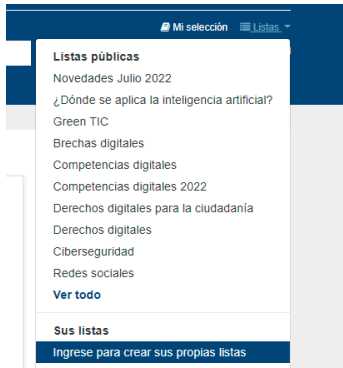 Mi selección Listas
Listas públicas
Novedades Julio 2022
¿Dónde se aplica la inteligencia artificial?
Green TIC
Brechas digitales
Competencias digitales
Competencias digitales 2022
Derechos digitales para la ciudadanía
Derechos digitales
Ciberseguridad
Redes sociales
Ver todo
Sus listas
Ingrese para crear sus propias listas